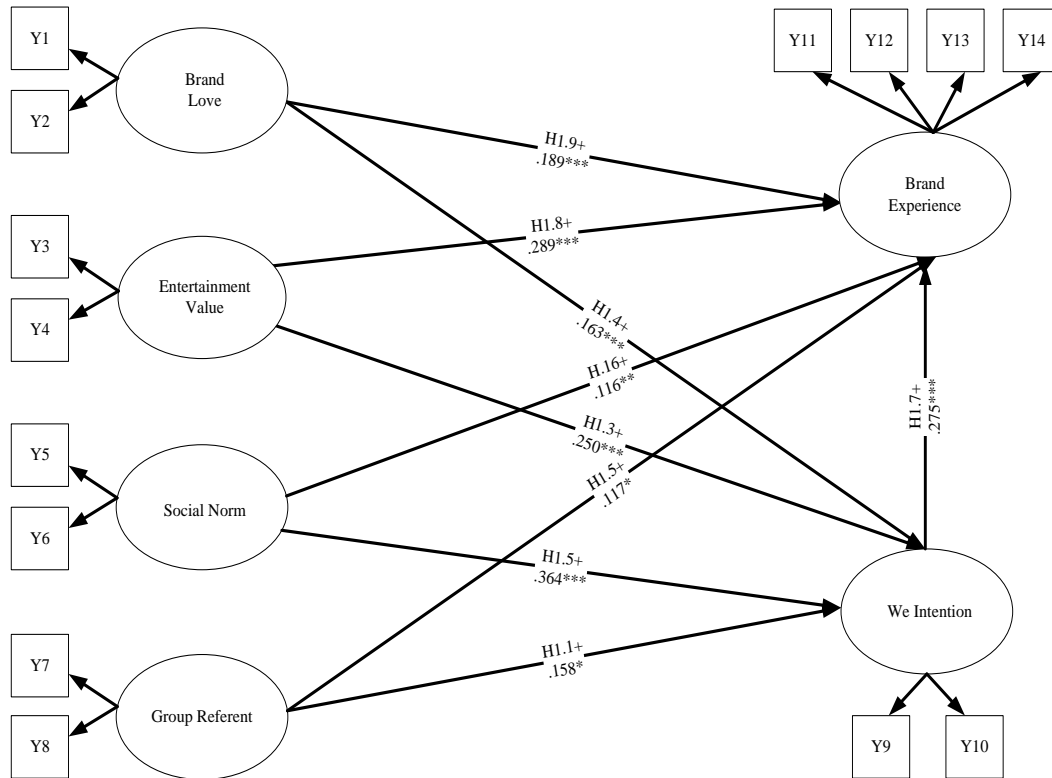 Y1
Y2
Brand
Love
Y11
Y12
Y13
Y14
Brand
Experience
H1.9+
.189***
H1.8+
.289***
Y3
Y4
Entertainment
Value
H1.4+
.163***
H.16+
.116**
H1.7+
.275***
H1.3+
.250***
H1.5+
.117*
Y5
Y6
Social Norm
H1.5+
.364***
We Intention
Y7
Y8
Group Referent
H1.1+
.158*
Y9
Y10